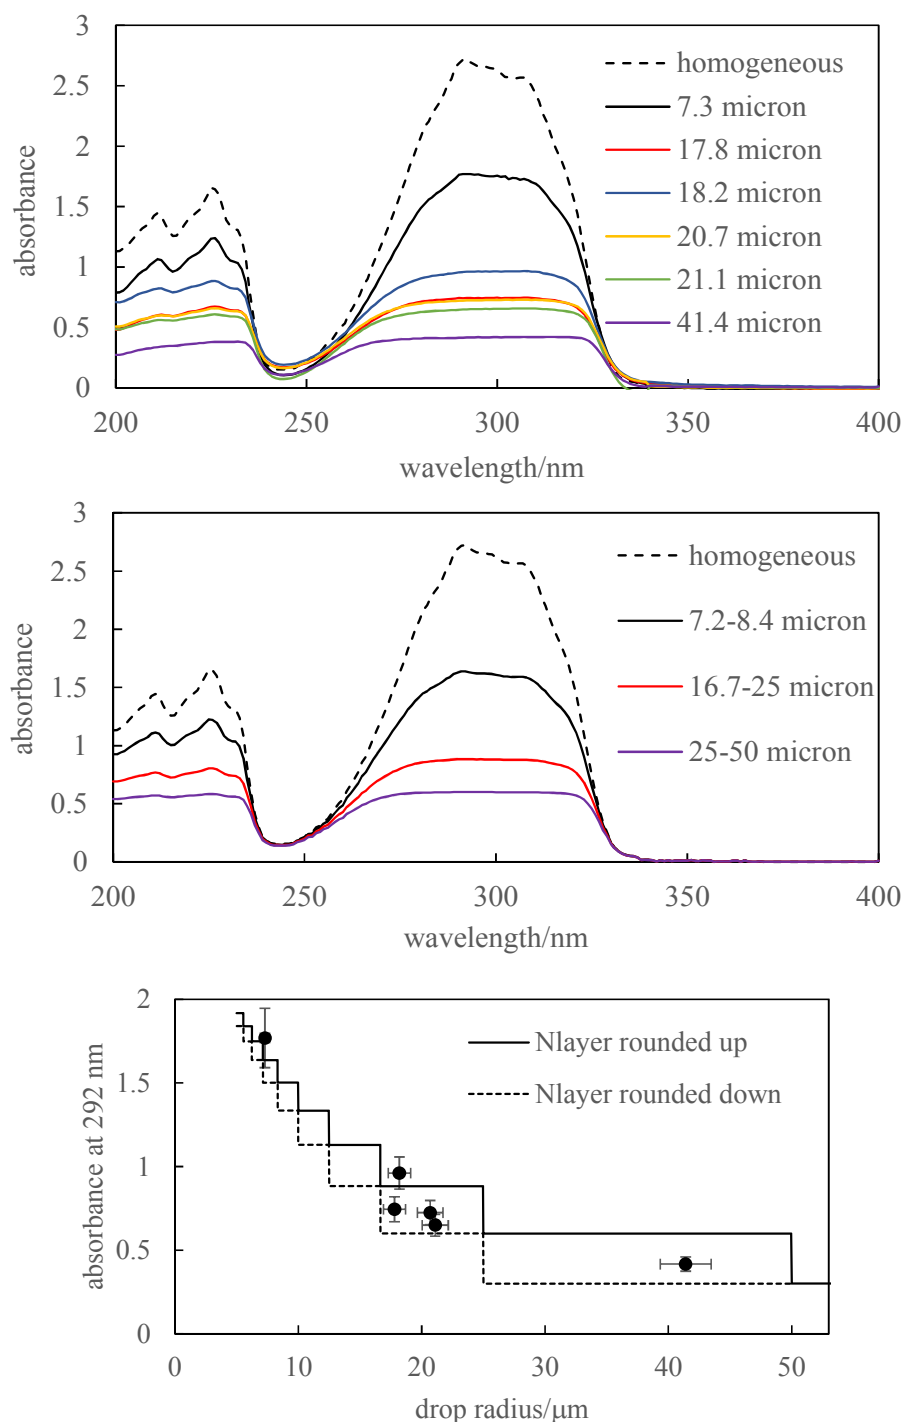 3
2.5
2
1.5
1
0.5
0
absorbance
homogeneous
7.3 micron
17.8 micron
18.2 micron
20.7 micron
21.1 micron
41.4 micron
200 250 300 350 400
wavelength/nm
3
2.5
2
1.5
1
0.5
0
absorbance
homogeneous
7.2-8.4 micron
16.7-25 micron
25-50 micron
200 250 300 350 400
wavelength/nm
2
1.5
1
0.5
0
absorbance at 292 nm
Nlayer rounded up
Nlayer rounded down
0 10 20 30 40 50
drop radius/μm